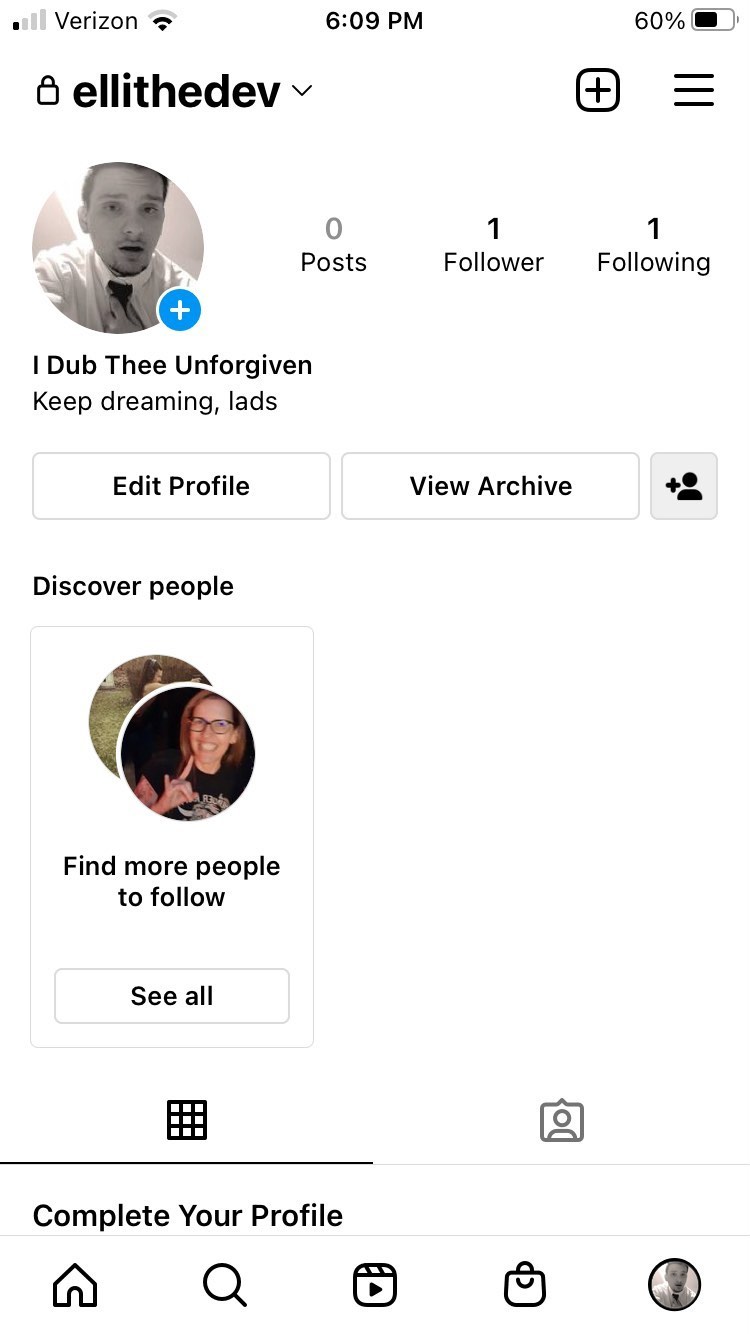 Verizon 6:09 PM 60%
ellithedev
0 1 1
Posts Follower Following
I Dub Thee Unforgiven
Keep dreaming, lads
Edit Profile View Archive
Discover people
Find more people
to follow
See all
Complete Your Profile